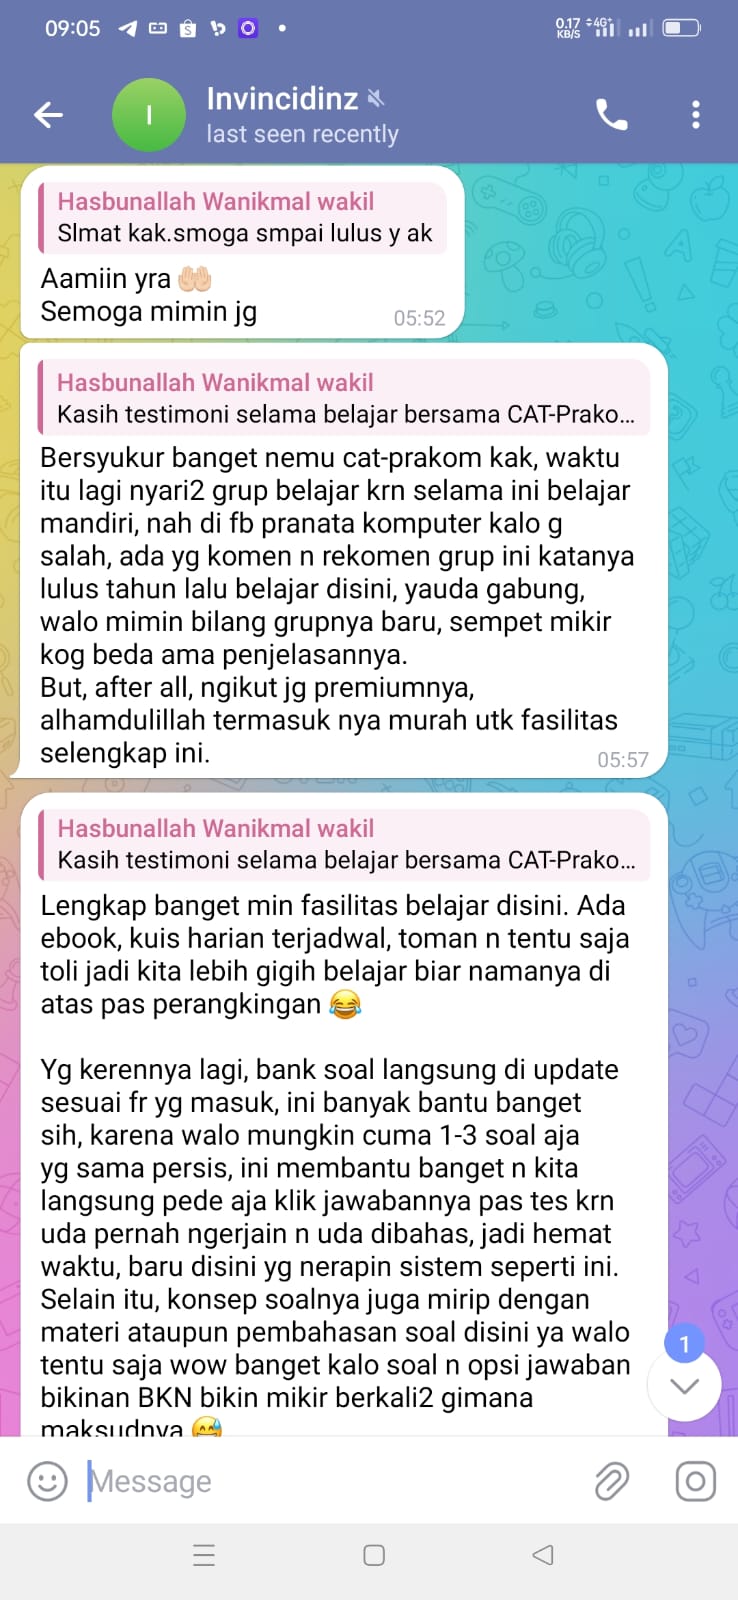 09:05
0.17 KB/S 4G+
Invincidinz
last seen recently
Hasbunallah Wanikmal wakil
Slmat kak.smoga smpai lulus y ak
Aamiin yra 🤲🏻
Semoga mimin jg
05:52
Hasbunallah Wanikmal wakil
Kasih testimoni selama belajar bersama CAT-Prako...
Bersyukur banget nemu cat-prakom kak, waktu
itu lagi nyari2 grup belajar krn selama ini belajar
mandiri, nah di fb pranata komputer kalo g
salah, ada yg komen n rekomen grup ini katanya
lulus tahun lalu belajar disini, yauda gabung,
walo mimin bilang grupnya baru, sempet mikir
kog beda ama penjelasannya.
But, after all, ngikut jg premiumnya,
alhamdulillah termasuk nya murah utk fasilitas
selengkap ini.
05:57
Hasbunallah Wanikmal wakil
Kasih testimoni selama belajar bersama CAT-Prako...
Lengkap banget min fasilitas belajar disini. Ada
ebook, kuis harian terjadwal, toman n tentu saja
toli jadi kita lebih gigih belajar biar namanya di
atas pas perangkingan 😂
Yg kerennya lagi, bank soal langsung di update
sesuai fr yg masuk, ini banyak bantu banget
sih, karena walo mungkin cuma 1-3 soal aja
yg sama persis, ini membantu banget n kita
langsung pede aja klik jawabannya pas tes krn
uda pernah ngerjain n uda dibahas, jadi hemat
waktu, baru disini yg nerapin sistem seperti ini.
Selain itu, konsep soalnya juga mirip dengan
materi ataupun pembahasan soal disini ya walo
tentu saja wow banget kalo soal n opsi jawaban
bikinan BKN bikin mikir berkali2 gimana
maksudnya 😅
1
Message